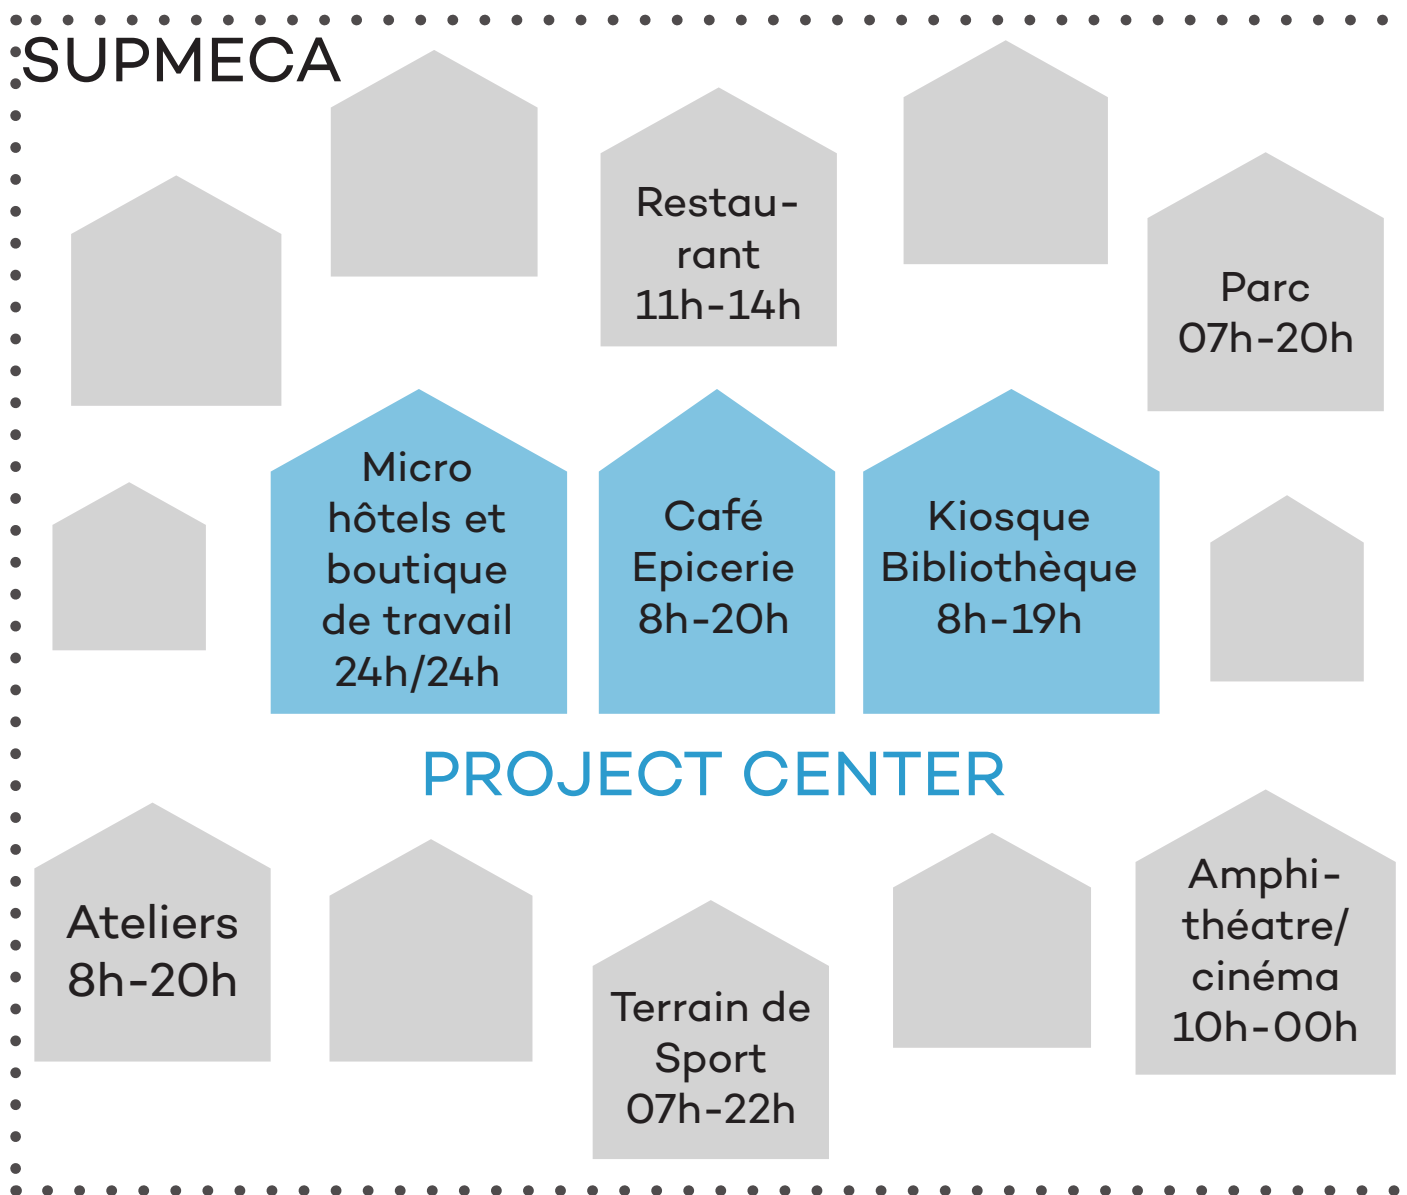 SUPMECA
Restau-
rant
11h-14h
Parc
07h-20h
Micro
hôtels et
boutique
de travail
24h/24h
Café
Epicerie
8h-20h
Kiosque
Bibliothèque
8h-19h
PROJECT CENTER
Ateliers
8h-20h
Terrain de
Sport
07h-22h
Amphi-
théatre/
cinéma
10h-00h